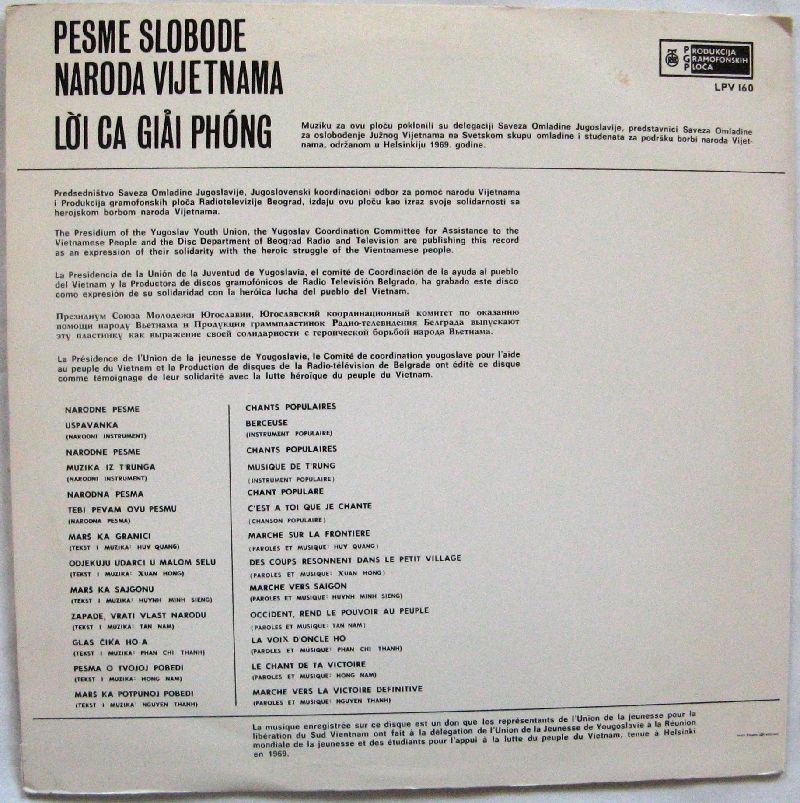 PESME SLOBODE
NARODA VIJETNAMA
LỜI CA GIẢI PHÓNG
PRODUKCIJA
GRAMOFONSKIH
PLOČA
LPV 160
Muziku za ovu ploču poklonili su delegaciji Saveza Omladine Jugoslavije, predstavnici Saveza Omladine
za oslobođenje Južnog Vijetnama na Svetskom skupu omladine i studenata za podršku borbi naroda Vijet-
nama, održanom u Helsinkiju 1969. godine.
Predsedništvo Saveza Omladine Jugoslavije, Jugoslovenski koordinacioni odbor za pomoć narodu Vijetnama
i Produkcija gramofonskih ploča Radiotelevizije Beograd, izdaju ovu ploču kao izraz svoje solidarnosti sa
herojskom borbom naroda Vijetnama.
The Presidium of the Yugoslav Youth Union, the Yugoslav Coordination Committee for Assistance to the
Vietnamese People and the Disc Department of Beograd Radio and Television are publishing this record
as an expression of their solidarity with the heroic struggle of the Vientnamese people.
La Presidencia de la Unión de la Juventud de Yugoslavia, el comité de Coordinación de la ayuda al pueblo
del Vietnam y la Productora de discos gramofónicos de Radio Televisión Belgrado, ha grabado este disco
como expresion de su solidaridad con la heróica lucha del pueblo del Vietnam.
Президиум Союза Молодежи Югославии, Югославский координационный комитет по оказанию
помощи народу Вьетнама и Продукция граммпластинок Радио-телевидения Белграда выпускают
эту пластинку как выражение своей солидарности с героической борьбой народа Вьетнама.
La Présidence de l'Union de la jeunesse de Yougoslavie, le Comité de coordination yougoslave pour l'aide
au peuple du Vietnam et la Production de disques de la Radio-télévision de Belgrade ont édité ce disque
comme témoignage de leur solidarité avec la lutte héroïque du peuple du Vietnam.
NARODNE PESME
USPAVANKA
(NARODNI INSTRUMENT)
NARODNE PESME
MUZIKA IZ T'RUNGA
(NARODNI INSTRUMENT)
NARODNA PESMA
TEBI PEVAM OVU PESMU
(NARODNA PESMA)
MARŠ KA GRANICI
(TEKST I MUZIKA: HUY QUANG)
ODJEKUJU UDARCI U MALOM SELU
(TEKST I MUZIKA: XUAN HONG)
MARŠ KA SAJGONU
(TEKST I MUZIKA: HUYNH MINH SIENG)
ZAPADE, VRATI VLAST NARODU
(TEKST I MUZIKA: TAN NAM)
GLAS ČIKA HO A
(TEKST I MUZIKA: PHAN CHI THANH)
PESMA O TVOJOJ POBEDI
(TEKST I MUZIKA: HONG NAM)
MARŠ KA POTPUNOJ POBEDI
(TEKST I MUZIKA: NGUYEN THANH)
CHANTS POPULAIRES
BERCEUSE
(INSTRUMENT POPULAIRE)
CHANTS POPULAIRES
MUSIQUE DE T'RUNG
(INSTRUMENT POPULAIRE)
CHANT POPULARE
C'EST A TOI QUE JE CHANTE
(CHANSON POPULAIRE)
MARCHE SUR LA FRONTIERE
(PAROLES ET MUSIQUE: HUY QUANG)
DES COUPS RESONNENT DANS LE PETIT VILLAGE
(PAROLES ET MUSIQUE: XUAN HONG)
MARCHE VERS SAIGON
(PAROLES ET MUSIQUE: HUYNH MINH SIENG)
OCCIDENT, REND LE POUVOIR AU PEUPLE
(PAROLES ET MUSIQUE: TAN NAM)
LA VOIX D'ONCLE HO
(PAROLES ET MUSIQUE: PHAN CHI THANH)
LE CHANT DE TA VICTOIRE
(PAROLES ET MUSIQUE: HONG NAM)
MARCHE VERS LA VICTOIRE DEFINITIVE
(PAROLES ET MUSIQUE: NGUYEN THANH)
La musique enregistrée sur ce disque est un don que les représentants de l'Union de la jeunesse pour la
libération du Sud Vientnam ont fait à la délégation de l'Union de la Jeunesse de Yougoslavie à la Réunion
mondiale de la jeunesse et des étudiants pour l'appui à la lutte du peuple du Vietnam, tenue à Helsinki
en 1969.